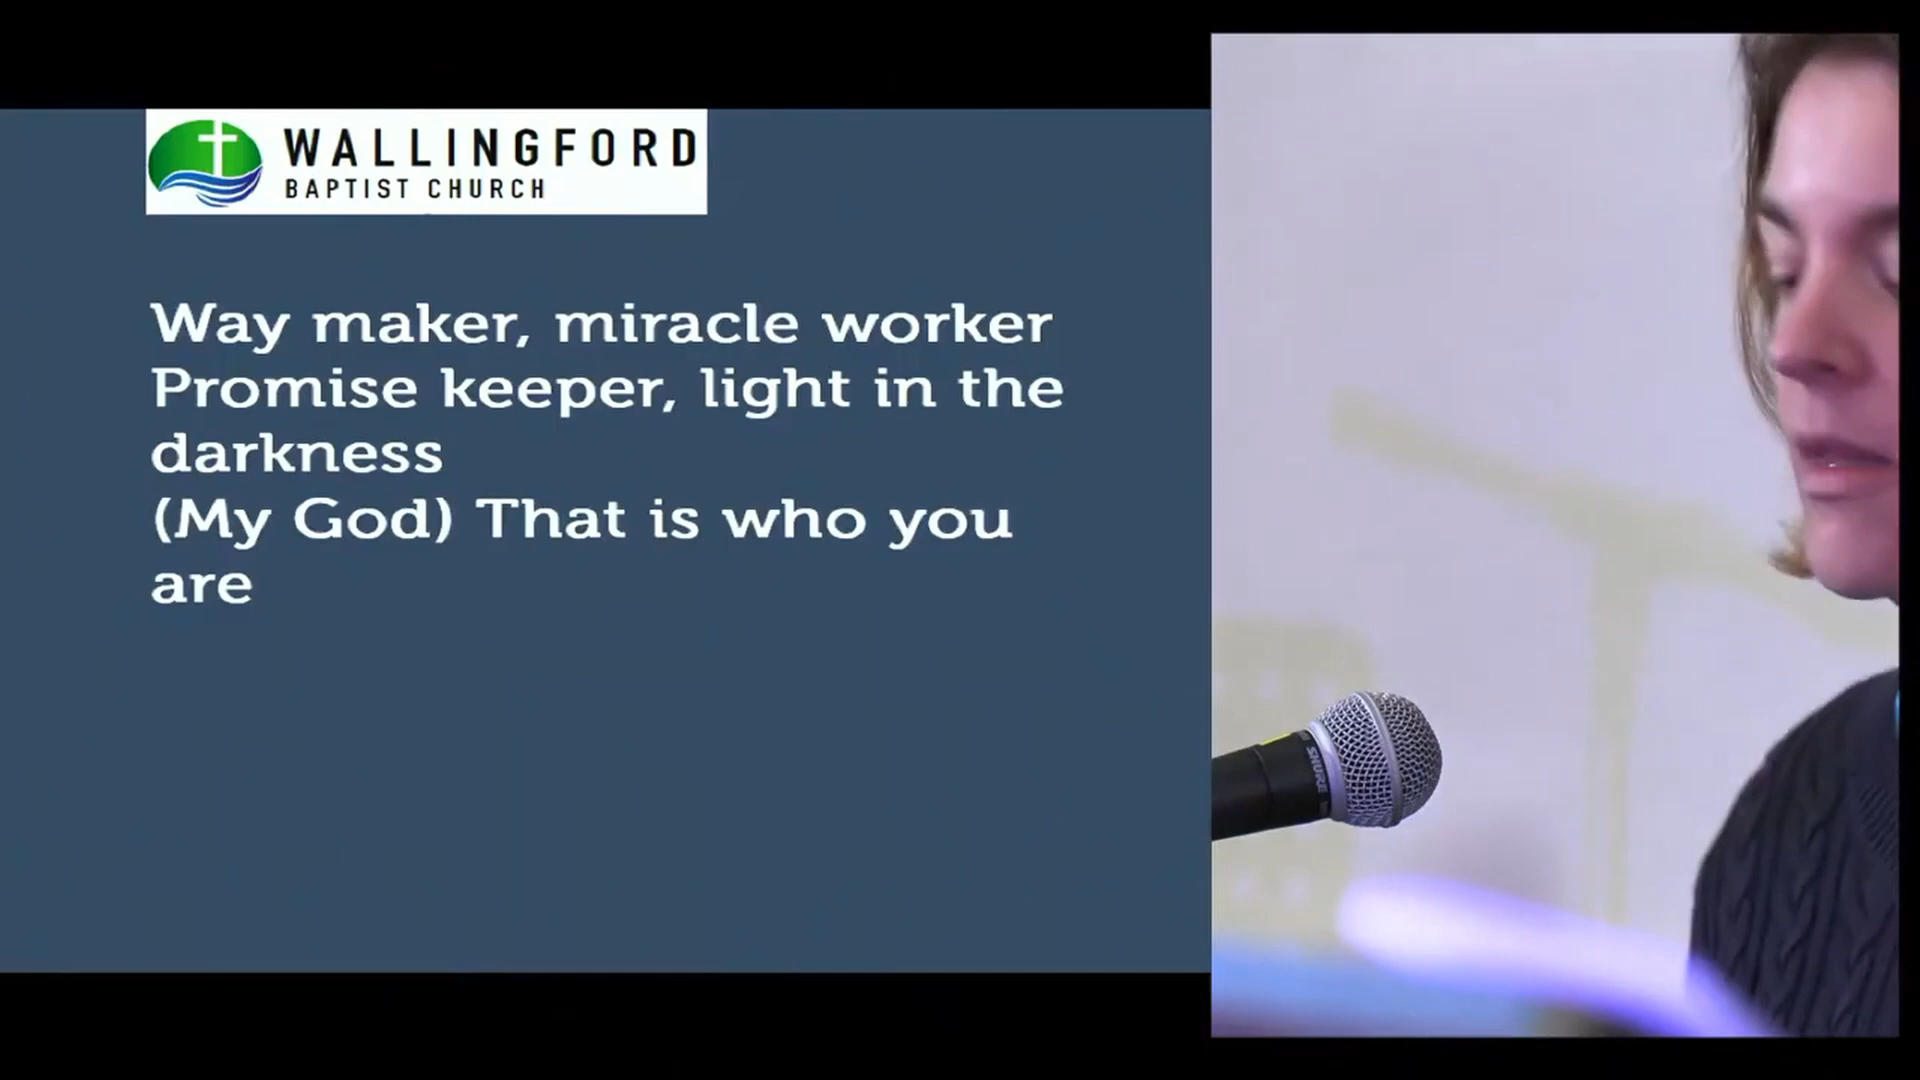 WALLINGFORD
BAPTIST CHURCH
Way maker, miracle worker
Promise keeper, light in the
darkness
(My God) That is who you
are
SHURE